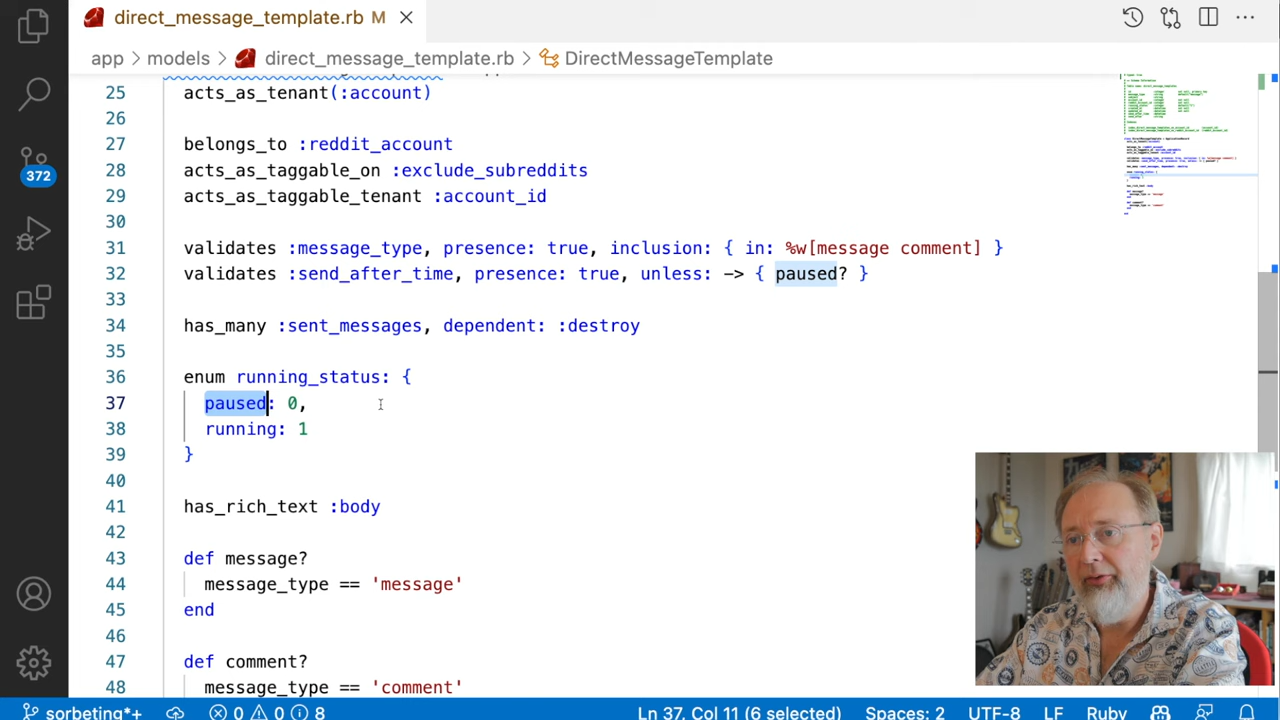 direct_message_template.rb M
app > models > direct_message_template.rb > DirectMessageTemplate
25 acts_as_tenant(:account)
26
27 belongs_to :reddit_account
28 acts_as_taggable_on :exclude_subreddits
29 acts_as_taggable_tenant :account_id
30
31 validates :message_type, presence: true, inclusion: { in: %w[message comment] }
32 validates :send_after_time, presence: true, unless: -> { paused? }
33
34 has_many :sent_messages, dependent: :destroy
35
36 enum running_status: {
37 paused: 0,
38 running: 1
39 }
40
41 has_rich_text :body
42
43 def message?
44 message_type == 'message'
45 end
46
47 def comment?
48 message_type == 'comment'
372
sorbeting*+ 0 0 8 Ln 37, Col 11 (6 selected) Spaces: 2 UTF-8 LF Ruby